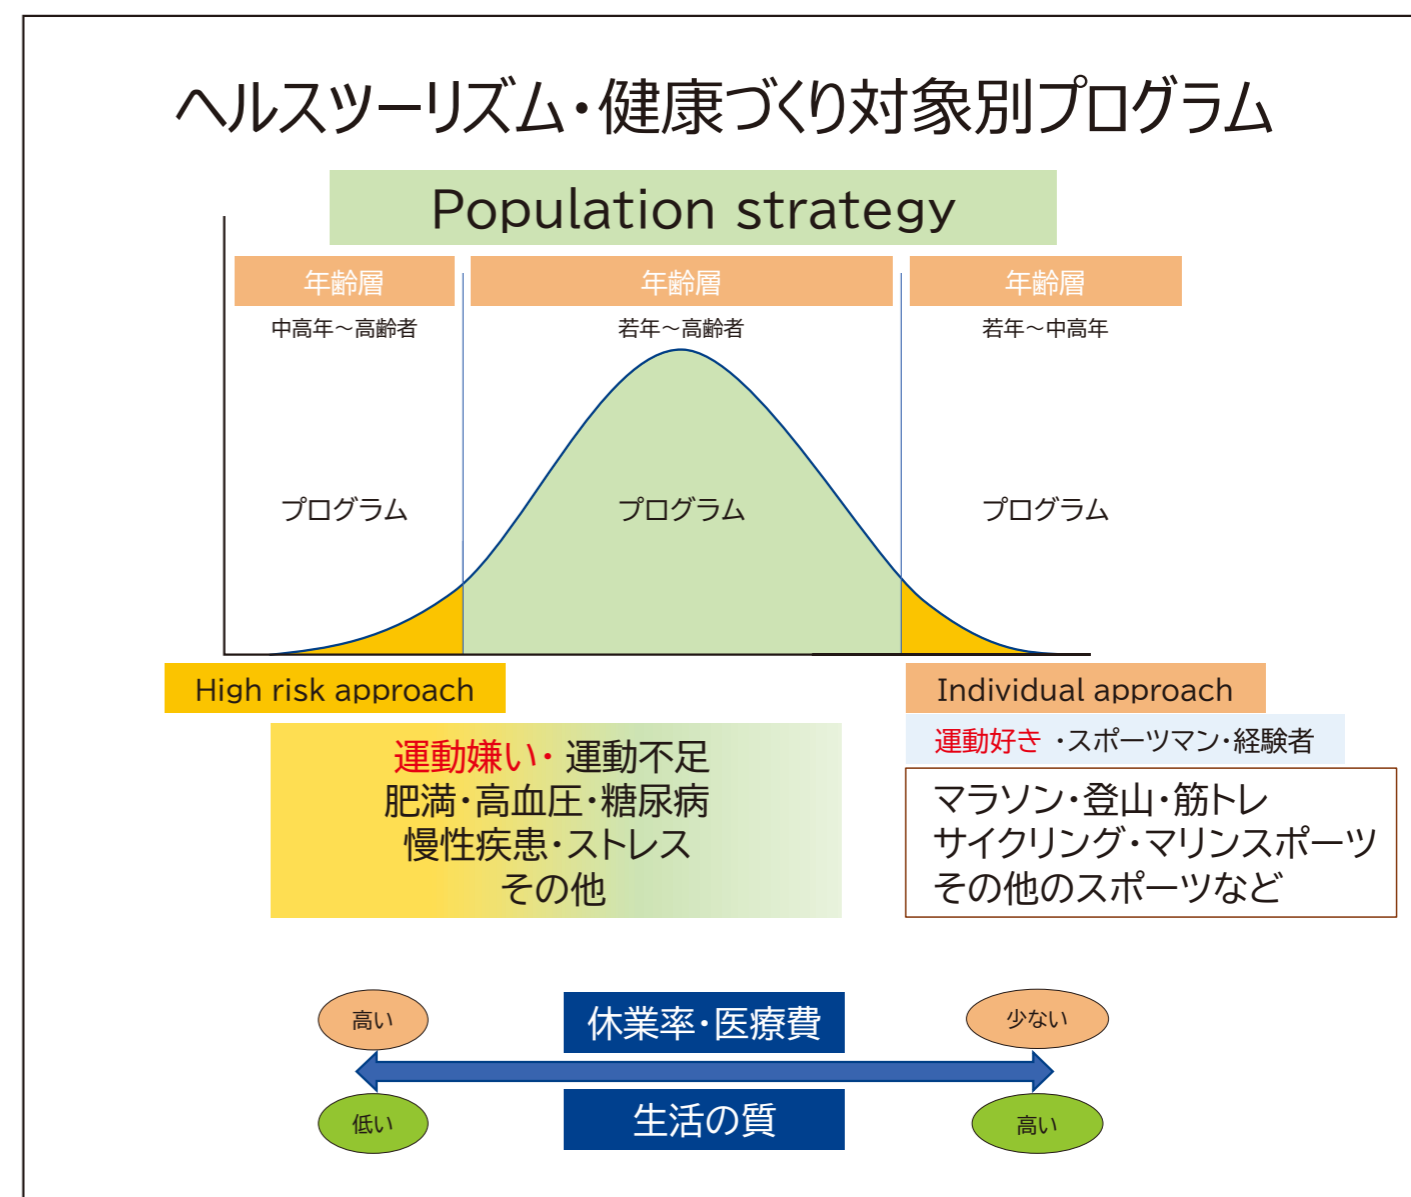 ヘルスツーリズム・健康づくり対象別プログラム
Population strategy
年齢層
年齢層
年齢層
中高年～高齢者
若年～高齢者
若年～中高年
プログラム
プログラム
プログラム
High risk approach
Individual approach
運動嫌い・ 運動不足
肥満・高血圧・糖尿病
慢性疾患・ストレス
その他
運動好き ・スポーツマン・経験者
マラソン・登山・筋トレ
サイクリング・マリンスポーツ
その他のスポーツなど
高い
休業率・医療費
少ない
低い
生活の質
高い